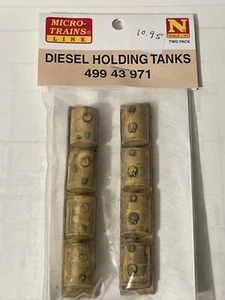 MICRO-
TRAINS®
LINE
10.95
N
TWO PACK
DIESEL HOLDING TANKS
499 43 971